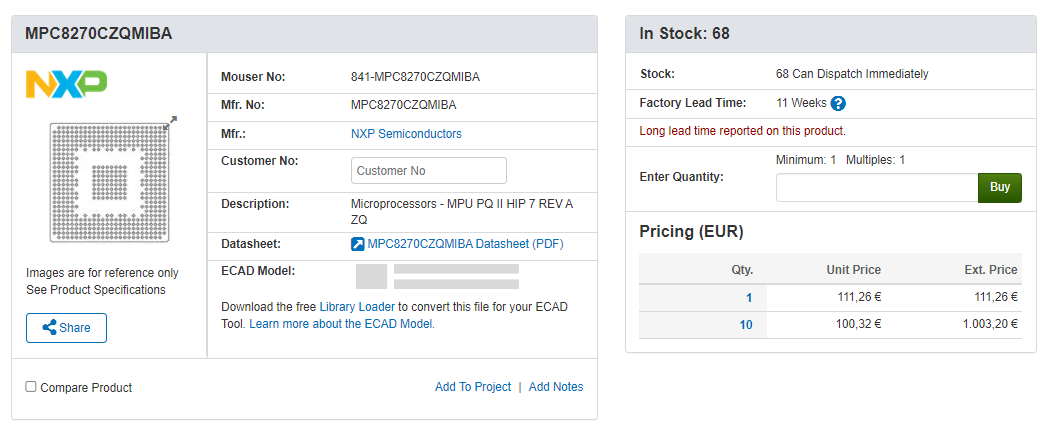 MPC8270CZQMIBA
NXP
Images are for reference only
See Product Specifications
Share
Mouser No: 841-MPC8270CZQMIBA
Mfr. No: MPC8270CZQMIBA
Mfr.: NXP Semiconductors
Customer No: Customer No
Description: Microprocessors - MPU PQ II HIP 7 REV A
ZQ
Datasheet: MPC8270CZQMIBA Datasheet (PDF)
ECAD Model:
Download the free Library Loader to convert this file for your ECAD
Tool. Learn more about the ECAD Model.
Compare Product
Add To Project | Add Notes
In Stock: 68
Stock: 68 Can Dispatch Immediately
Factory Lead Time: 11 Weeks ?
Long lead time reported on this product.
Minimum: 1 Multiples: 1
Enter Quantity: Buy
Pricing (EUR)
Qty. Unit Price Ext. Price
1 111,26 € 111,26 €
10 100,32 € 1.003,20 €